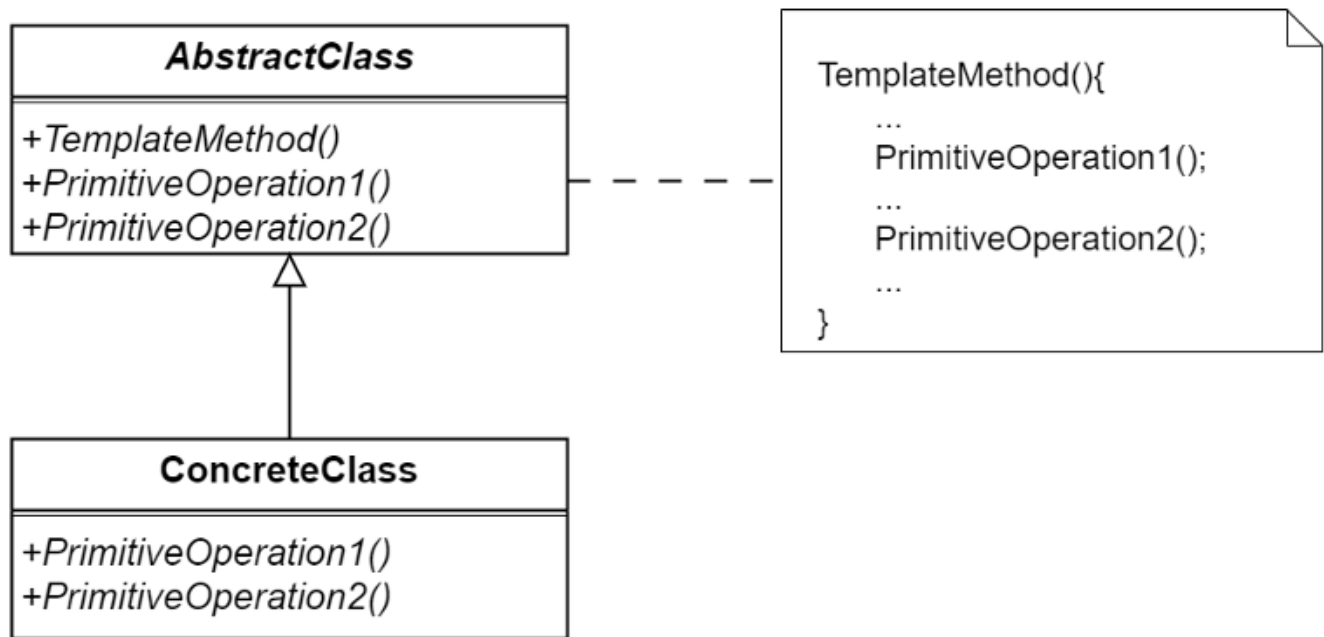 AbstractClass
+TemplateMethod()
+PrimitiveOperation1()
+PrimitiveOperation2()
TemplateMethod(){
...
PrimitiveOperation1();
...
PrimitiveOperation2();
...
}
ConcreteClass
+PrimitiveOperation1()
+PrimitiveOperation2()